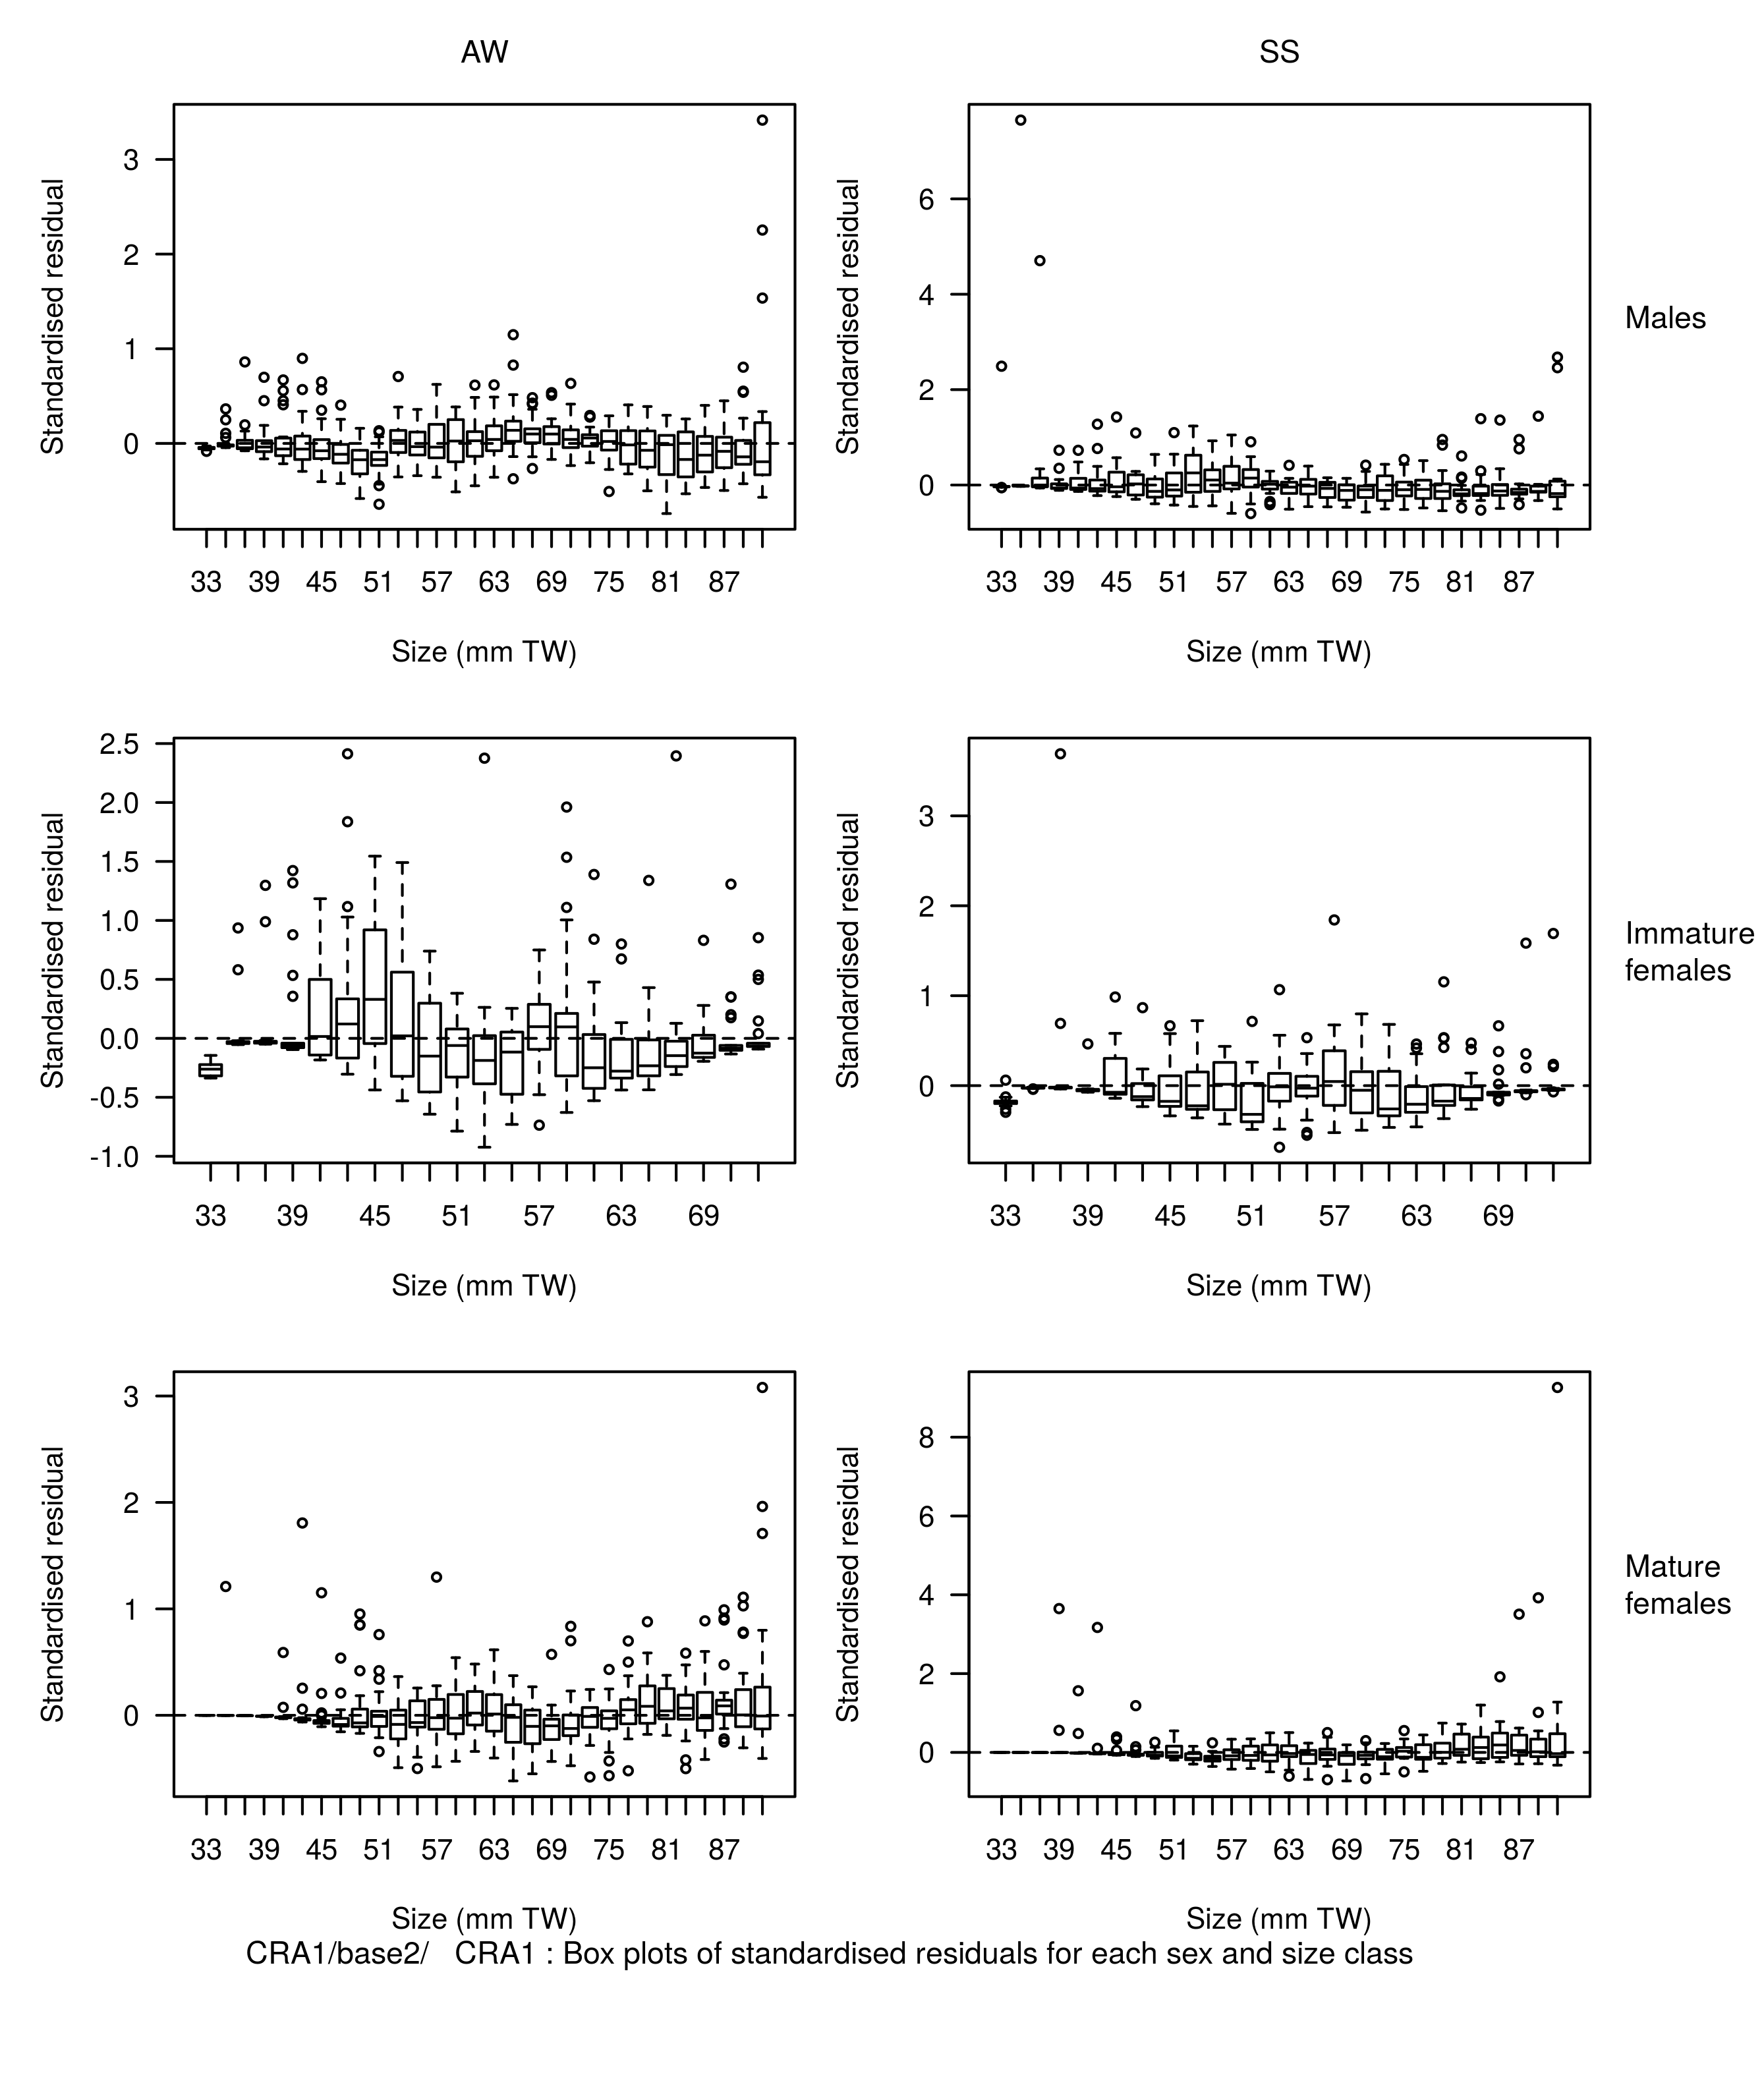 AW SS
Standardised residual
3
2
1
0
33 39 45 51 57 63 69 75 81 87
Size (mm TW)
Standardised residual
6
4
2
0
33 39 45 51 57 63 69 75 81 87
Size (mm TW)
Males
Standardised residual
2.5
2.0
1.5
1.0
0.5
0.0
-0.5
-1.0
33 39 45 51 57 63 69
Size (mm TW)
Standardised residual
3
2
1
0
33 39 45 51 57 63 69
Size (mm TW)
Immature
females
Standardised residual
3
2
1
0
33 39 45 51 57 63 69 75 81 87
Size (mm TW)
Standardised residual
8
6
4
2
0
33 39 45 51 57 63 69 75 81 87
Size (mm TW)
Mature
females
CRA1/base2/ CRA1 : Box plots of standardised residuals for each sex and size class